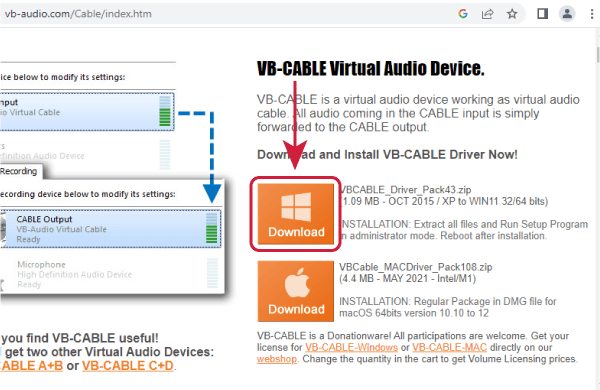 vb-audio.com/Cable/index.htm
ice below to modify its settings:
nput
io Virtual Cable
rs
Definition Audio Device
Recording
ecording device below to modify its settings:
CABLE Output
VB-Audio Virtual Cable
Ready
Microphone
High Definition Audio Device
Ready
you find VB-CABLE useful!
l get two other Virtual Audio Devices:
CABLE A+B or VB-CABLE C+D.
VB-CABLE Virtual Audio Device.
VB-CABLE is a virtual audio device working as virtual audio
cable. All audio coming in the CABLE input is simply
forwarded to the CABLE output.
Download and Install VB-CABLE Driver Now!
Download
VBCABLE_Driver_Pack43.zip
(1.09 MB - OCT 2015 / XP to WIN11 32/64 bits)
INSTALLATION: Extract all files and Run Setup Program
in administrator mode. Reboot after installation.
Download
VBCable_MACDriver_Pack108.zip
(4.4 MB - MAY 2021 - Intel/M1)
INSTALLATION: Regular Package in DMG file for
macOS 64bits version 10.10 to 12
VB-CABLE is a Donationware! All participations are welcome. Get your
license for VB-CABLE-Windows or VB-CABLE-MAC directly on our
webshop. Change the quantity in the cart to get Volume Licensing prices.